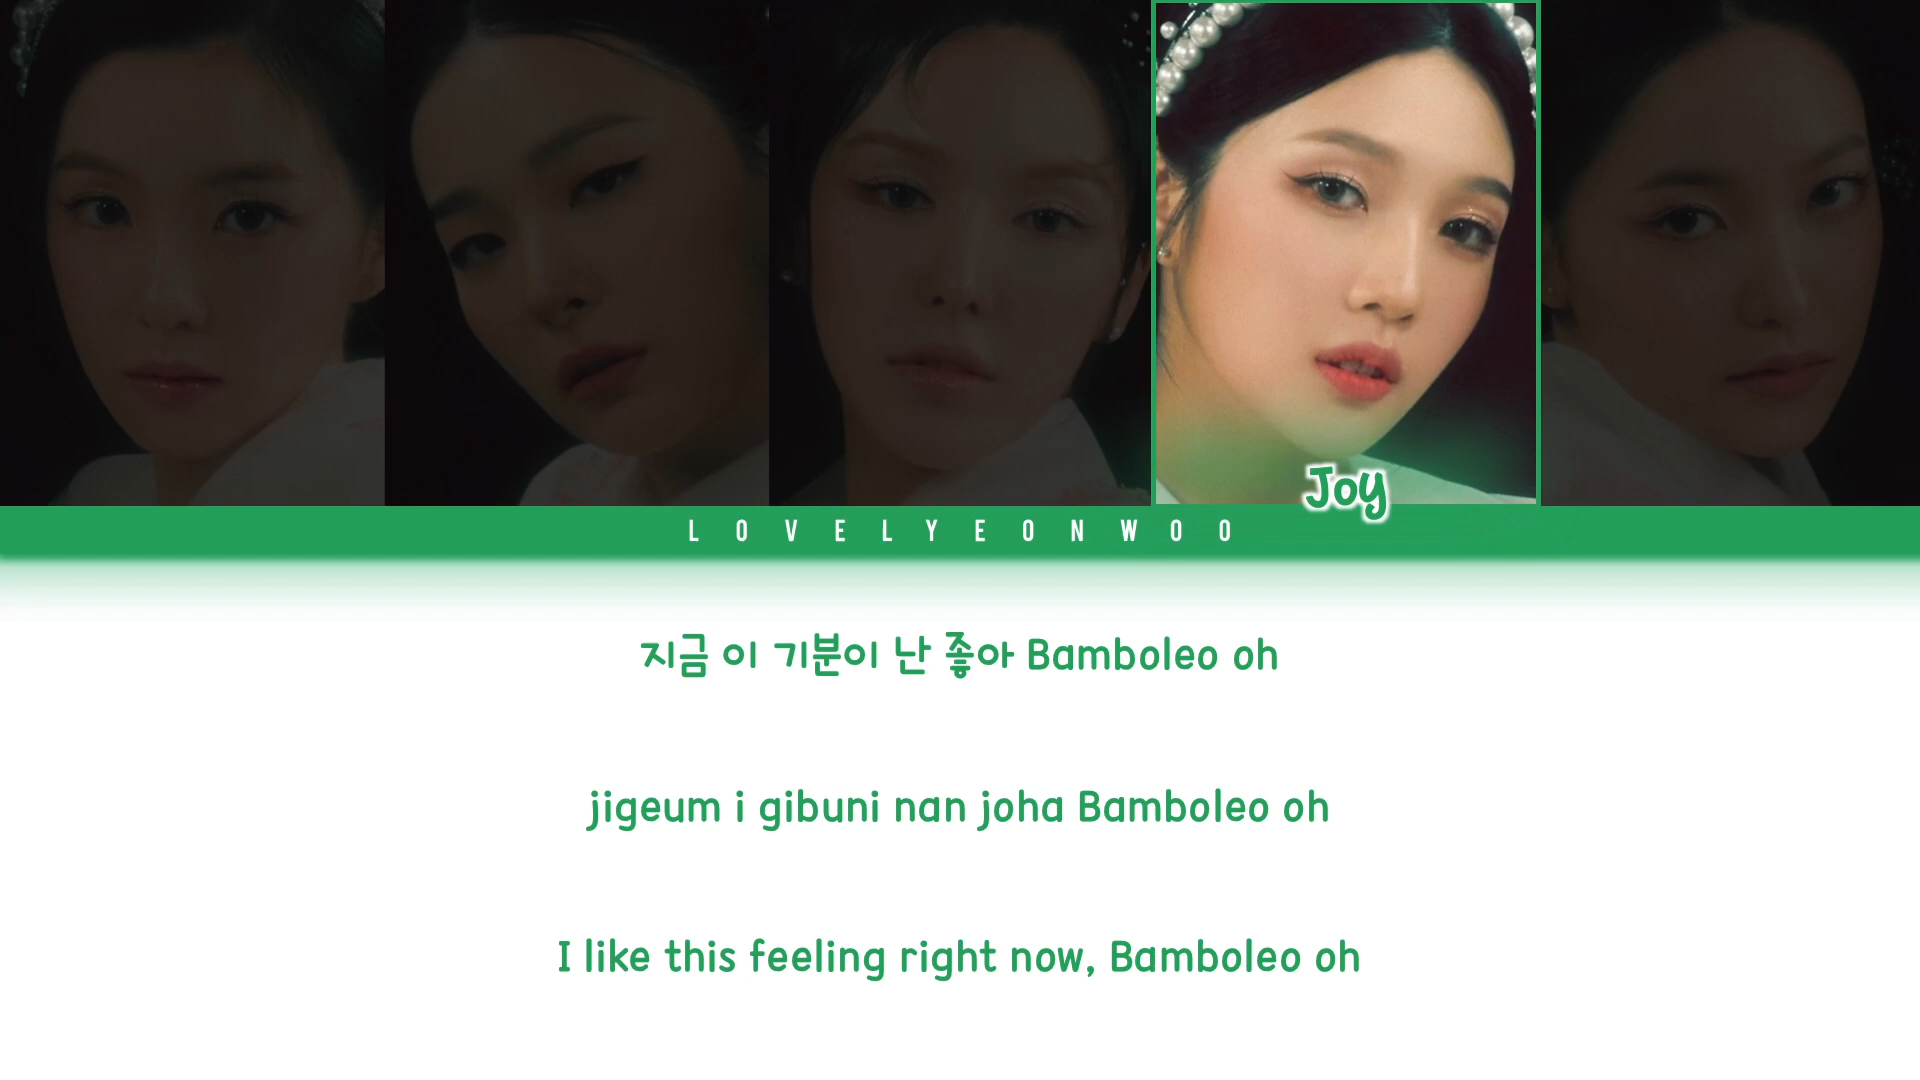 Joy
LOVELYEONWOO
지금 이 기분이 난 좋아 Bamboleo oh
jigeum i gibuni nan joha Bamboleo oh
I like this feeling right now, Bamboleo oh